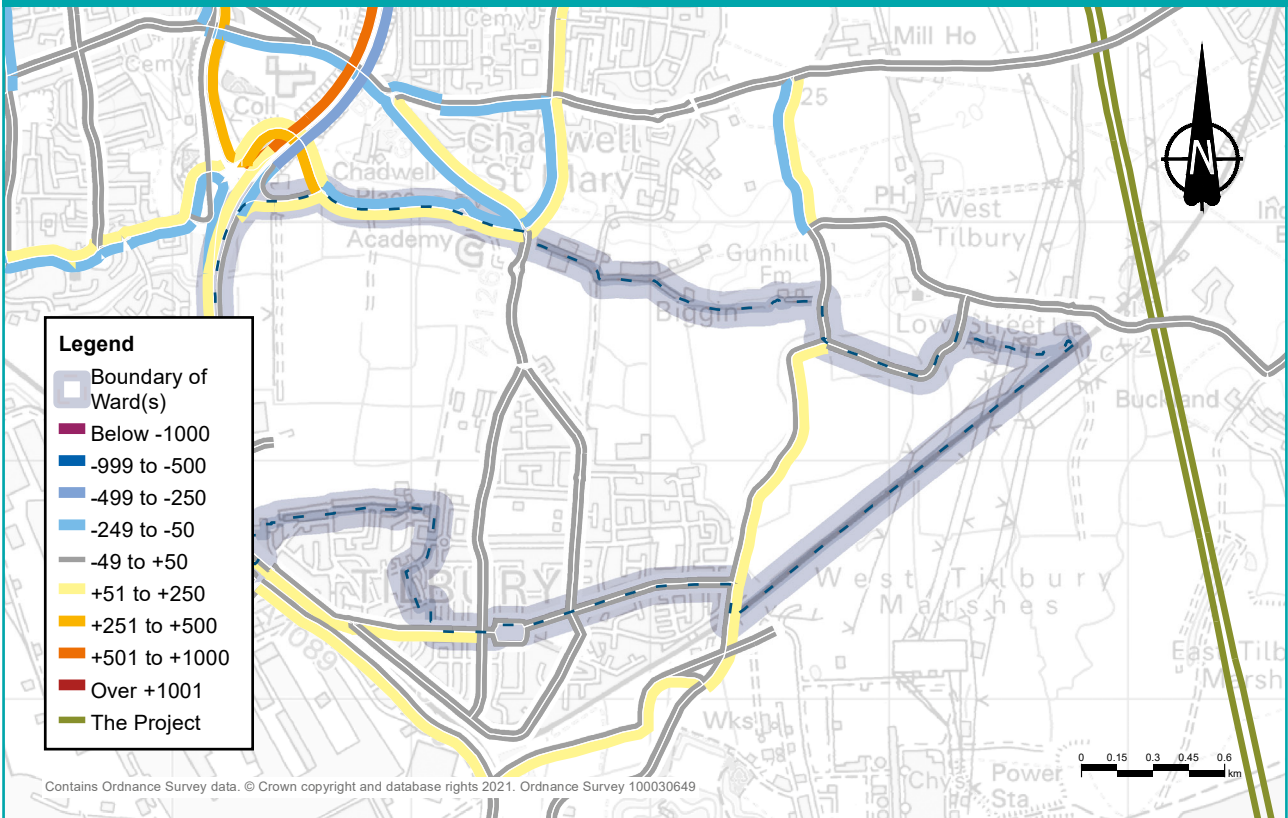 Cemy
Mill Ho
Cemy
Coll
25
20
Chadwell
St Mary
Chadwell
Place
West
Tilbury
Academy
Gunhill
Fm
A126
Biggin
Low Street
LC
Buckland
Legend
Boundary of
Ward(s)
Below -1000
-999 to -500
-499 to -250
-249 to -50
-49 to +50
+51 to +250
+251 to +500
+501 to +1000
Over +1001
The Project
N
TILBURY
West Tilbury
Marshes
A1089
East Tilb
Marsh
Wks
Power
Sta
Chys
0 0.15 0.3 0.45 0.6
km
Contains Ordnance Survey data. © Crown copyright and database rights 2021. Ordnance Survey 100030649